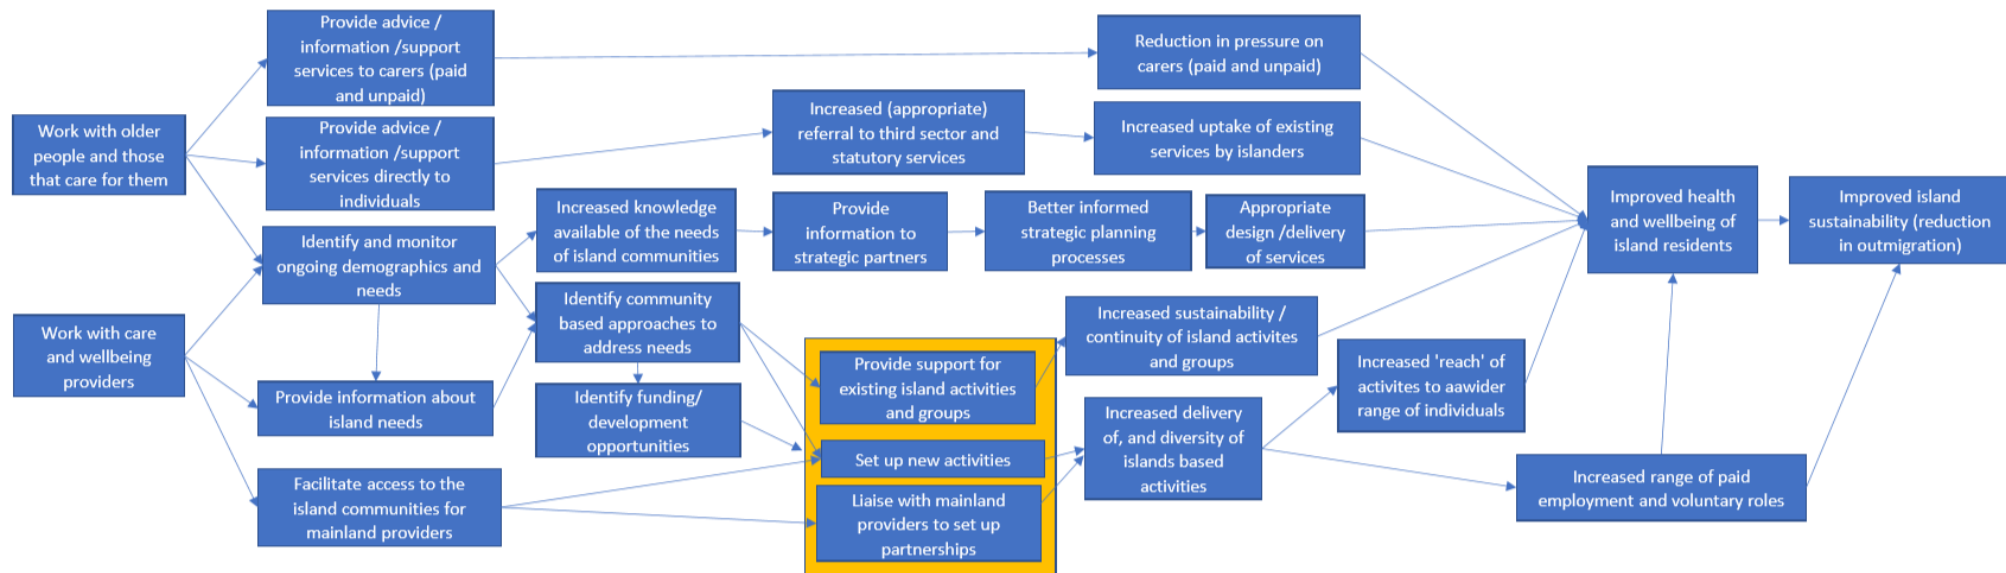 Work with older
people and those
that care for them
Work with care
and wellbeing
providers
Provide advice /
information /support
services to carers (paid
and unpaid)
Provide advice /
information /support
services directly to
individuals
Identify and monitor
ongoing demographics and
needs
Provide information about
island needs
Facilitate access to the
island communities for
mainland providers
Increased knowledge
available of the needs
of island communities
Identify community
based approaches to
address needs
Identify funding/
development
opportunities
Increased (appropriate)
referral to third sector and
statutory services
Provide
information to
strategic partners
Provide support for
existing island activities
and groups
Set up new activities
Liaise with mainland
providers to set up
partnerships
Better informed
strategic planning
processes
Reduction in pressure on
carers (paid and unpaid)
Increased uptake of existing
services by islanders
Appropriate
design /delivery
of services
Increased sustainability /
continuity of island activites
and groups
Increased delivery
of, and diversity of
islands based
activities
Increased 'reach' of
activites to aawider
range of individuals
Increased range of paid
employment and voluntary roles
Improved health
and wellbeing of
island residents
Improved island
sustainability (reduction
in outmigration)